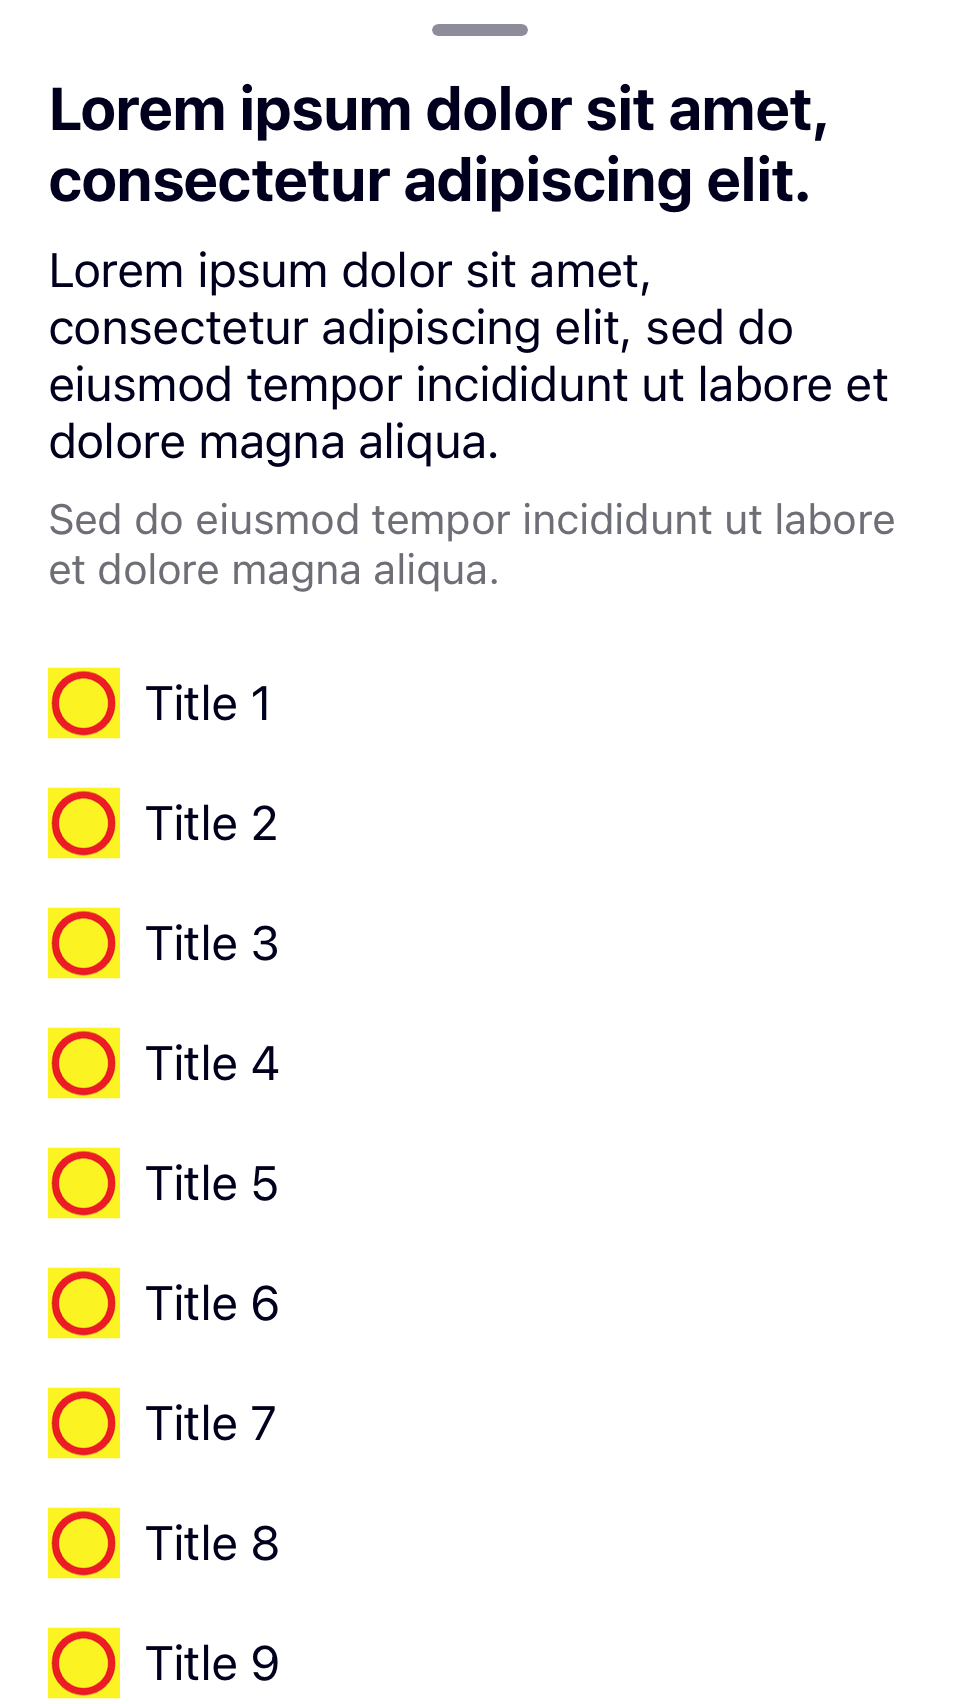 Lorem ipsum dolor sit amet,
consectetur adipiscing elit.
Lorem ipsum dolor sit amet,
consectetur adipiscing elit, sed do
eiusmod tempor incididunt ut labore et
dolore magna aliqua.
Sed do eiusmod tempor incididunt ut labore
et dolore magna aliqua.
Title 1
Title 2
Title 3
Title 4
Title 5
Title 6
Title 7
Title 8
Title 9